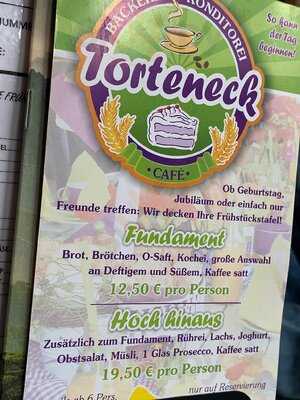 BÄCKEREI KONDITOREI
So kann
der Tag
beginnen!
Torteneck
· CAFÉ ·
Ob Geburtstag,
Jubiläum oder einfach nur
Freunde treffen: Wir decken Ihre Frühstückstafel!
Fundament
Brot, Brötchen, O-Saft, Kochei, große Auswahl
an Deftigem und Süßem, Kaffee satt
12,50 € pro Person
Hoch hinaus
Zusätzlich zum Fundament, Rührei, Lachs, Joghurt,
Obstsalat, Müsli, 1 Glas Prosecco, Kaffee satt
19,50 € pro Person
ab 6 Pers.
nur auf Reservierung